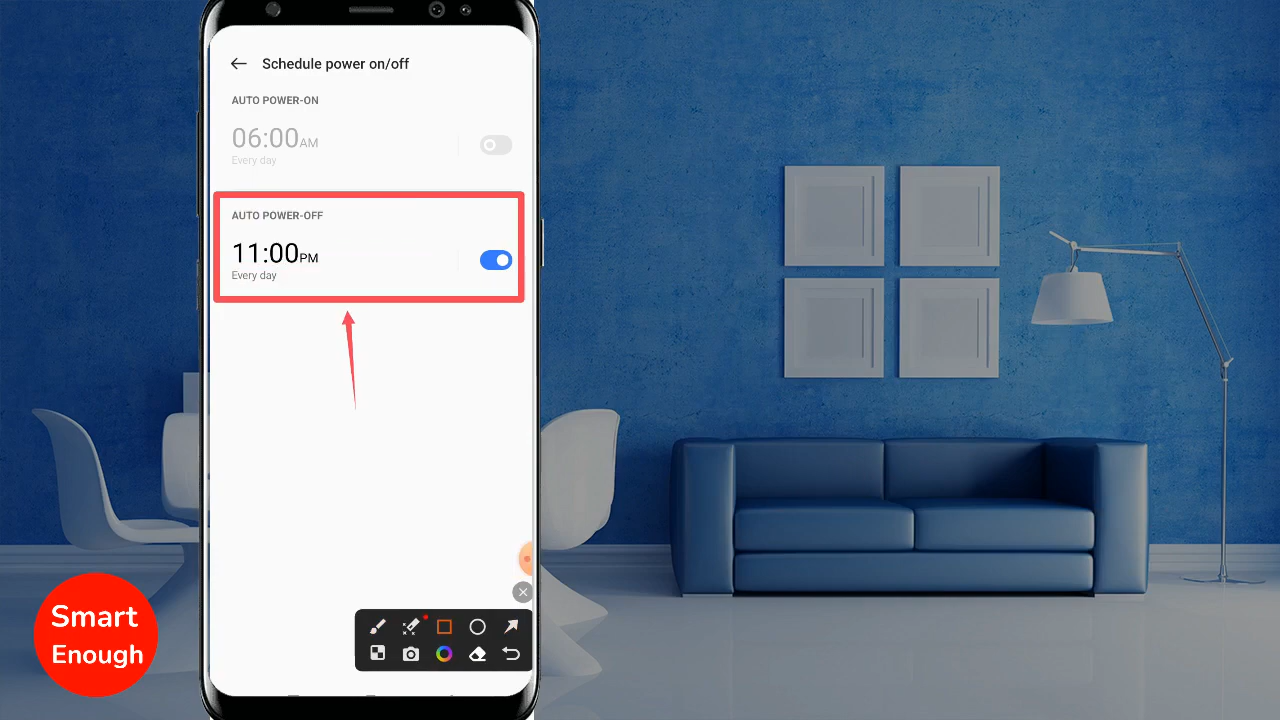 Schedule power on/off
AUTO POWER-ON
06:00AM
Every day
AUTO POWER-OFF
11:00PM
Every day
Smart
Enough